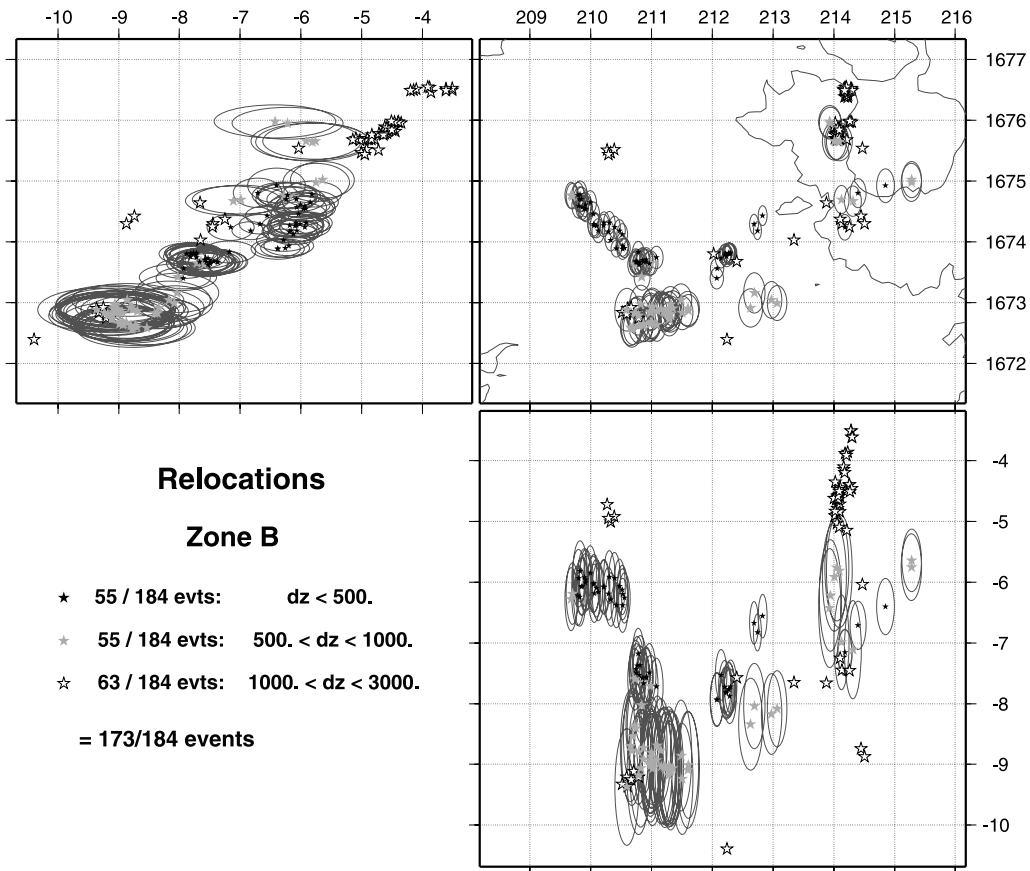 -10 -9 -8 -7 -6 -5 -4
209 210 211 212 213 214 215 216
1677
1676
1675
1674
1673
1672
Relocations
Zone B
55 / 184 evts: dz < 500.
55 / 184 evts: 500. < dz < 1000.
63 / 184 evts: 1000. < dz < 3000.
= 173/184 events
-4
-5
-6
-7
-8
-9
-10